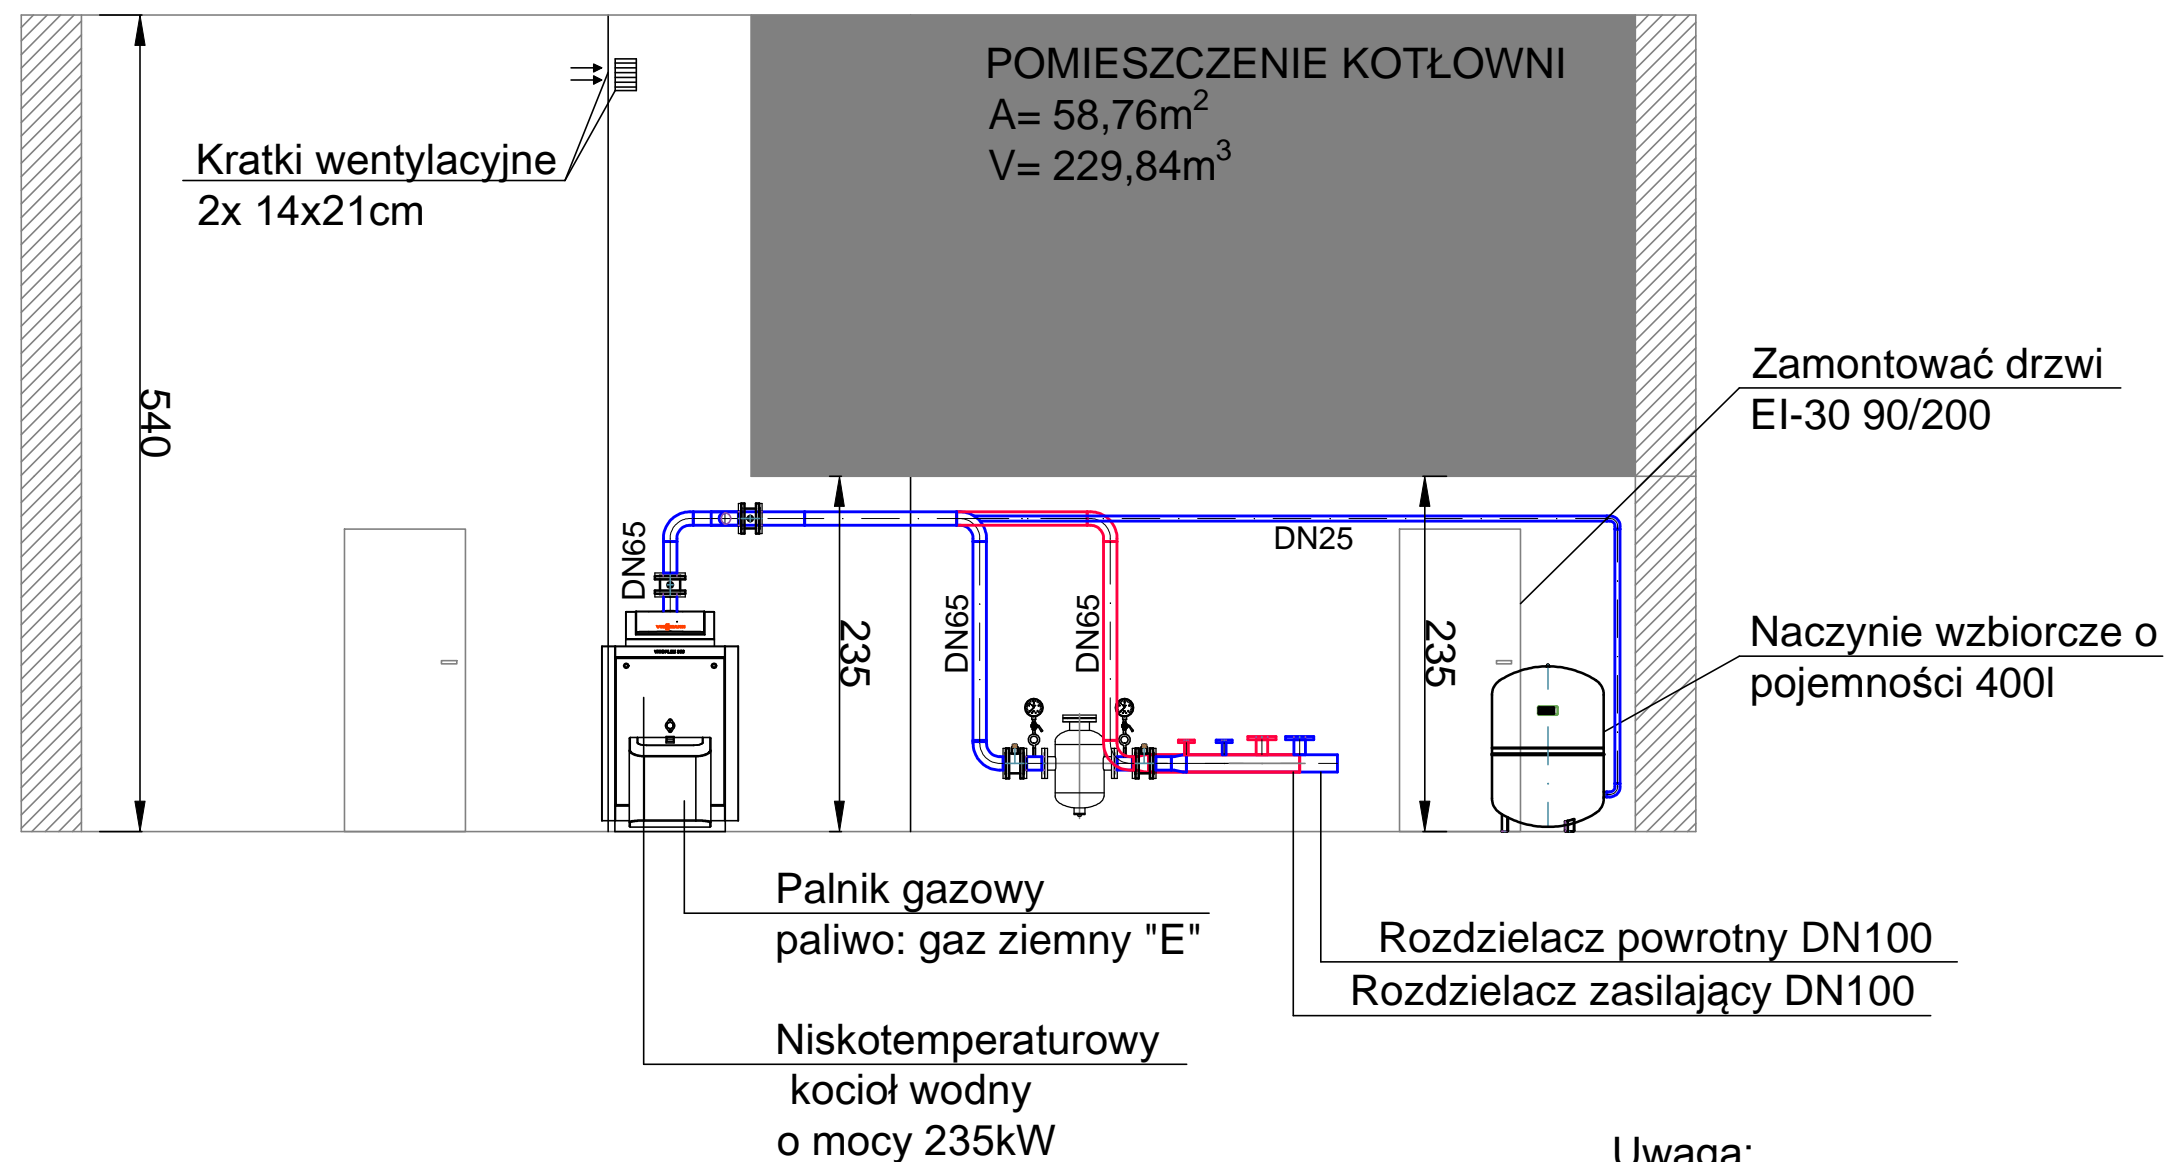 POMIESZCZENIE KOTŁOWNI
A= 58,76m²
V= 229,84m³
Kratki wentylacyjne
2x 14x21cm
540
Zamontować drzwi
EI-30 90/200
DN65
DN25
235
DN65
DN65
235
Naczynie wzbiorcze o
pojemności 400l
Palnik gazowy
paliwo: gaz ziemny "E"
Rozdzielacz powrotny DN100
Rozdzielacz zasilający DN100
Niskotemperaturowy
kocioł wodny
o mocy 235kW
Uwaga: